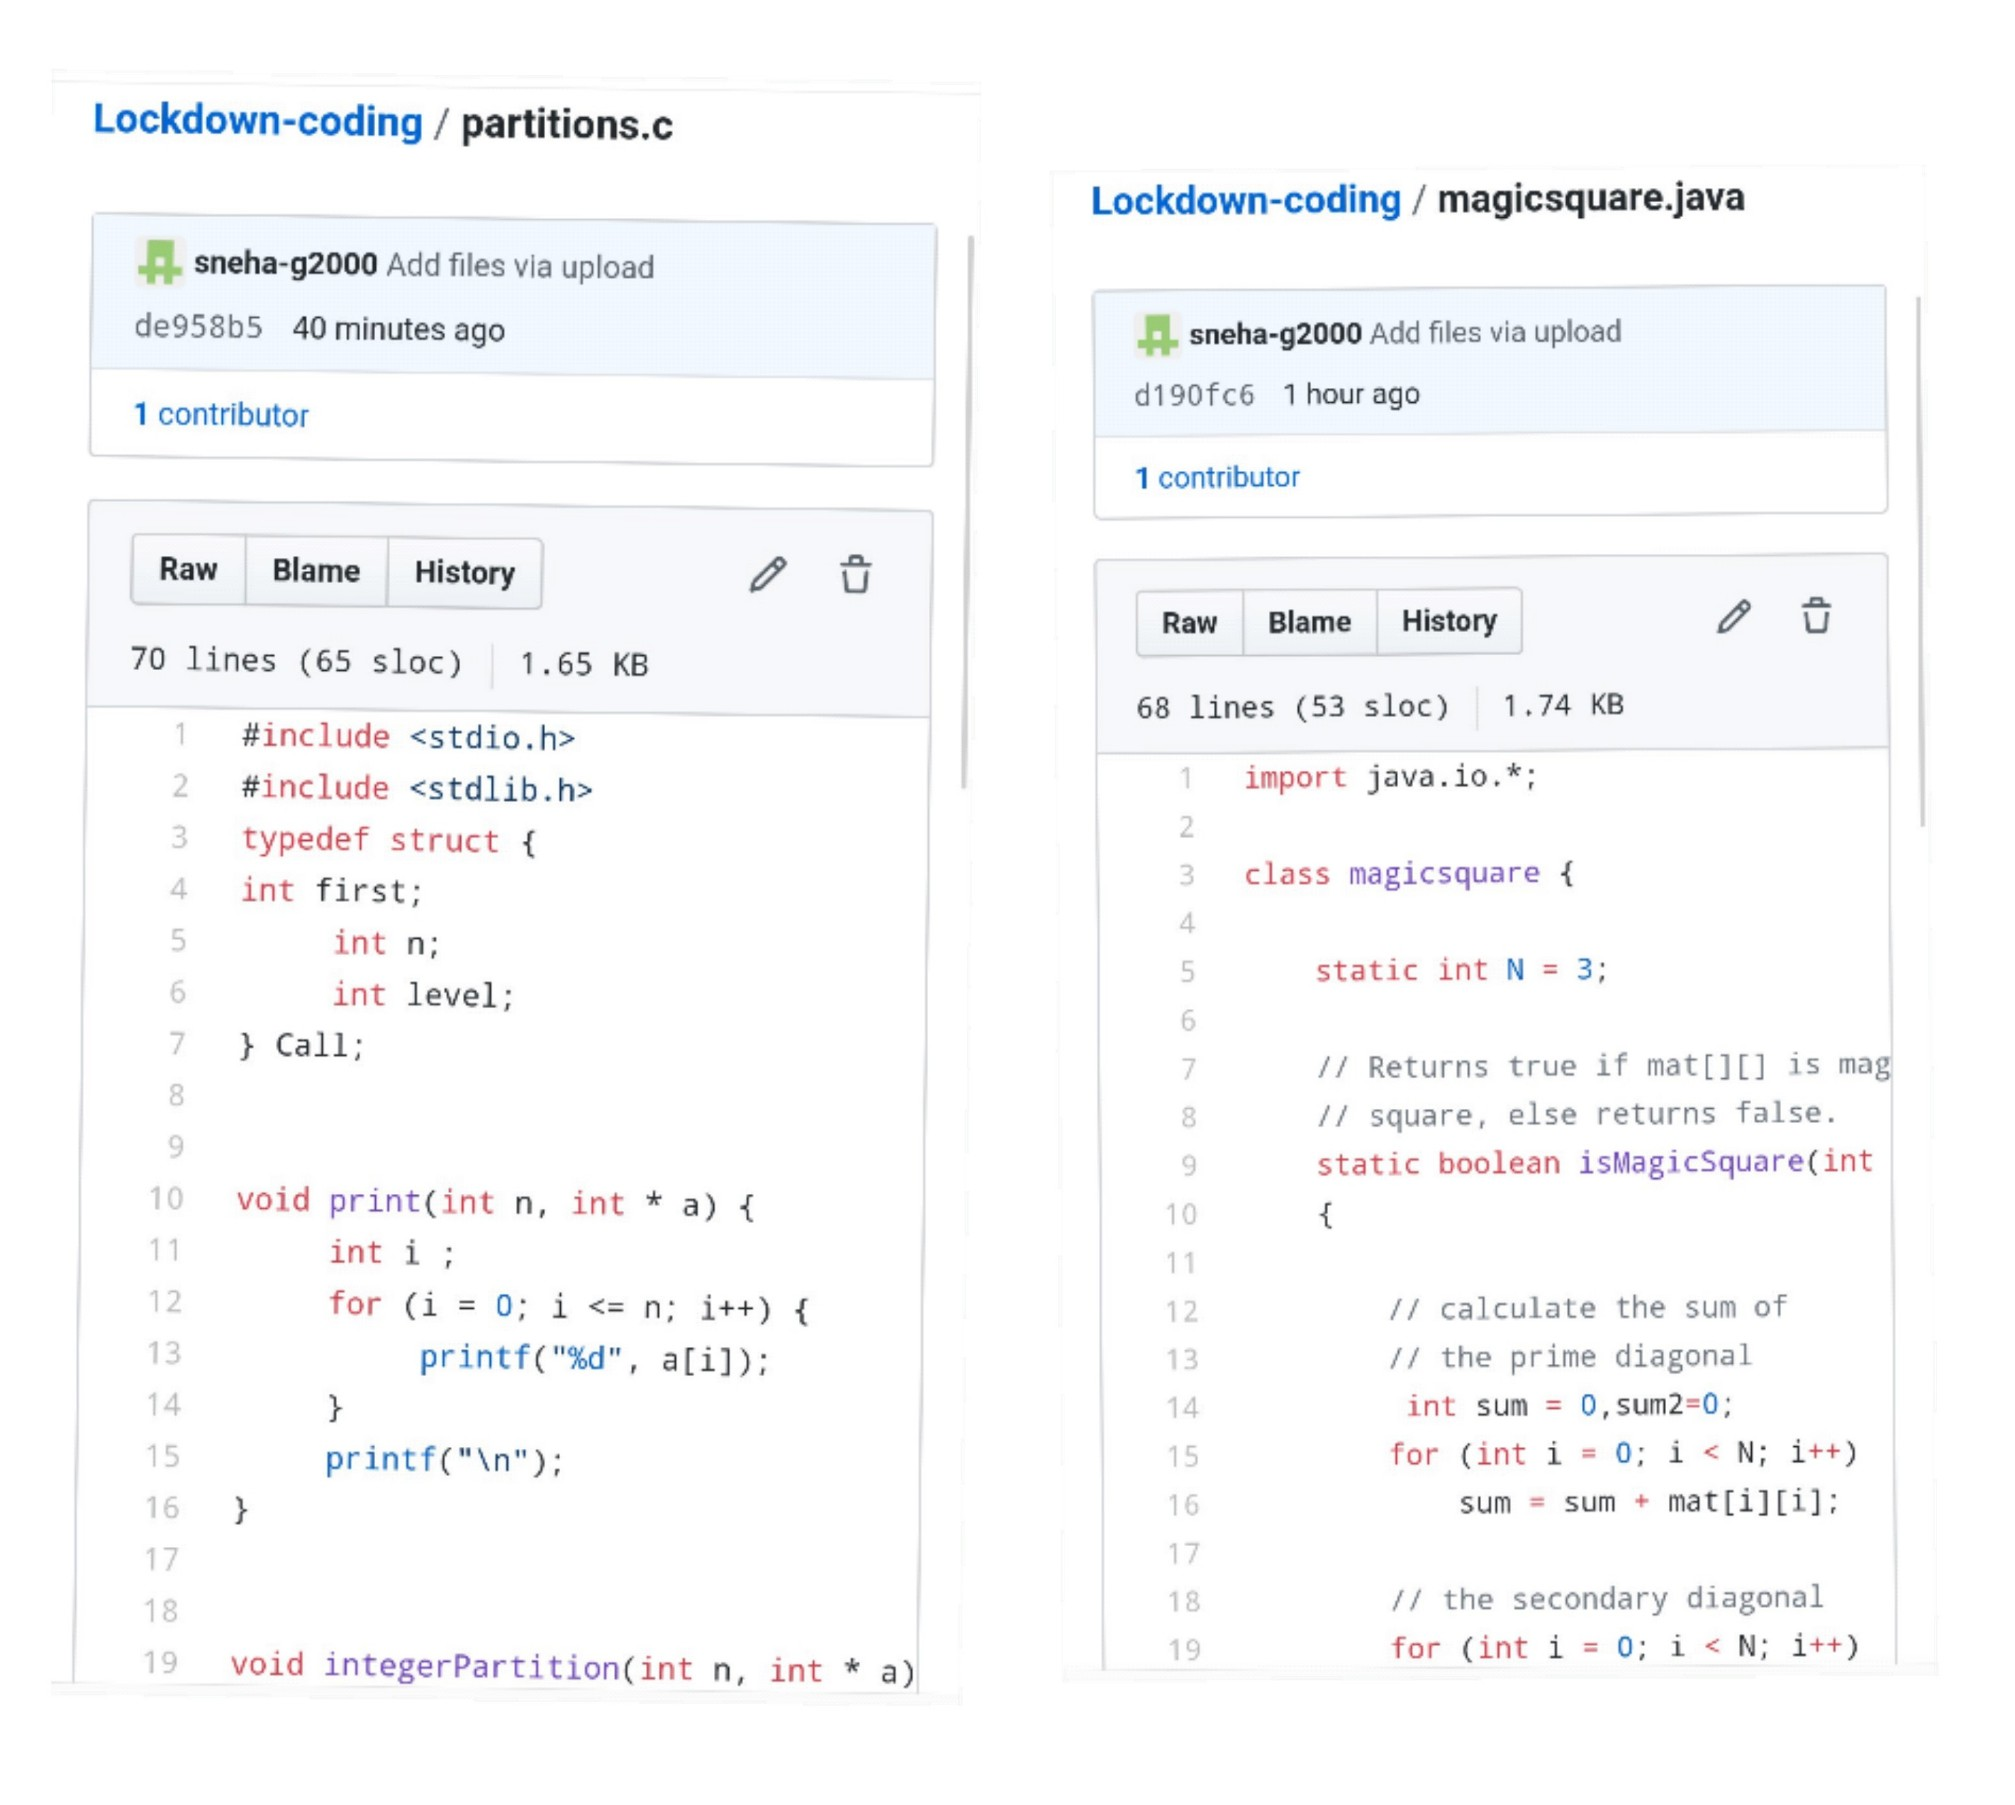 Lockdown-coding / partitions.c
sneha-g2000 Add files via upload
de958b5 40 minutes ago
1 contributor
Raw Blame History
70 lines (65 sloc) 1.65 KB
1 #include <stdio.h>
2 #include <stdlib.h>
3 typedef struct {
4 int first;
5 int n;
6 int level;
7 } Call;
8
9
10 void print(int n, int * a) {
11 int i ;
12 for (i = 0; i <= n; i++) {
13 printf("%d", a[i]);
14 }
15 printf("\n");
16 }
17
18
19 void integerPartition(int n, int * a)
Lockdown-coding / magicsquare.java
sneha-g2000 Add files via upload
d190fc6 1 hour ago
1 contributor
Raw Blame History
68 lines (53 sloc) 1.74 KB
1 import java.io.*;
2
3 class magicsquare {
4
5 static int N = 3;
6
7 // Returns true if mat[][] is mag
8 // square, else returns false.
9 static boolean isMagicSquare(int
10 {
11
12 // calculate the sum of
13 // the prime diagonal
14 int sum = 0,sum2=0;
15 for (int i = 0; i < N; i++)
16 sum = sum + mat[i][i];
17
18 // the secondary diagonal
19 for (int i = 0; i < N; i++)